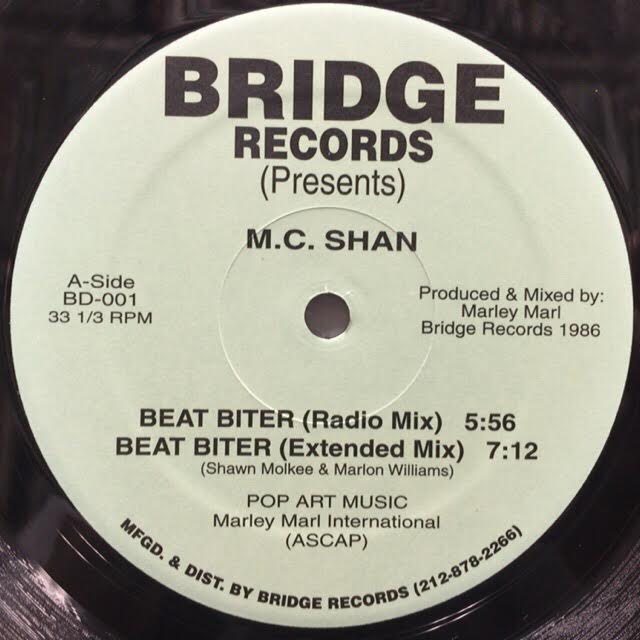 BRIDGE
RECORDS
(Presents)
M.C. SHAN
A-Side
BD-001
33 1/3 RPM
Produced & Mixed by:
Marley Marl
Bridge Records 1986
BEAT BITER (Radio Mix) 5:56
BEAT BITER (Extended Mix) 7:12
(Shawn Molkee & Marlon Williams)
POP ART MUSIC
Marley Marl International
(ASCAP)
MFGD. & DIST. BY BRIDGE RECORDS (212-878-2266)